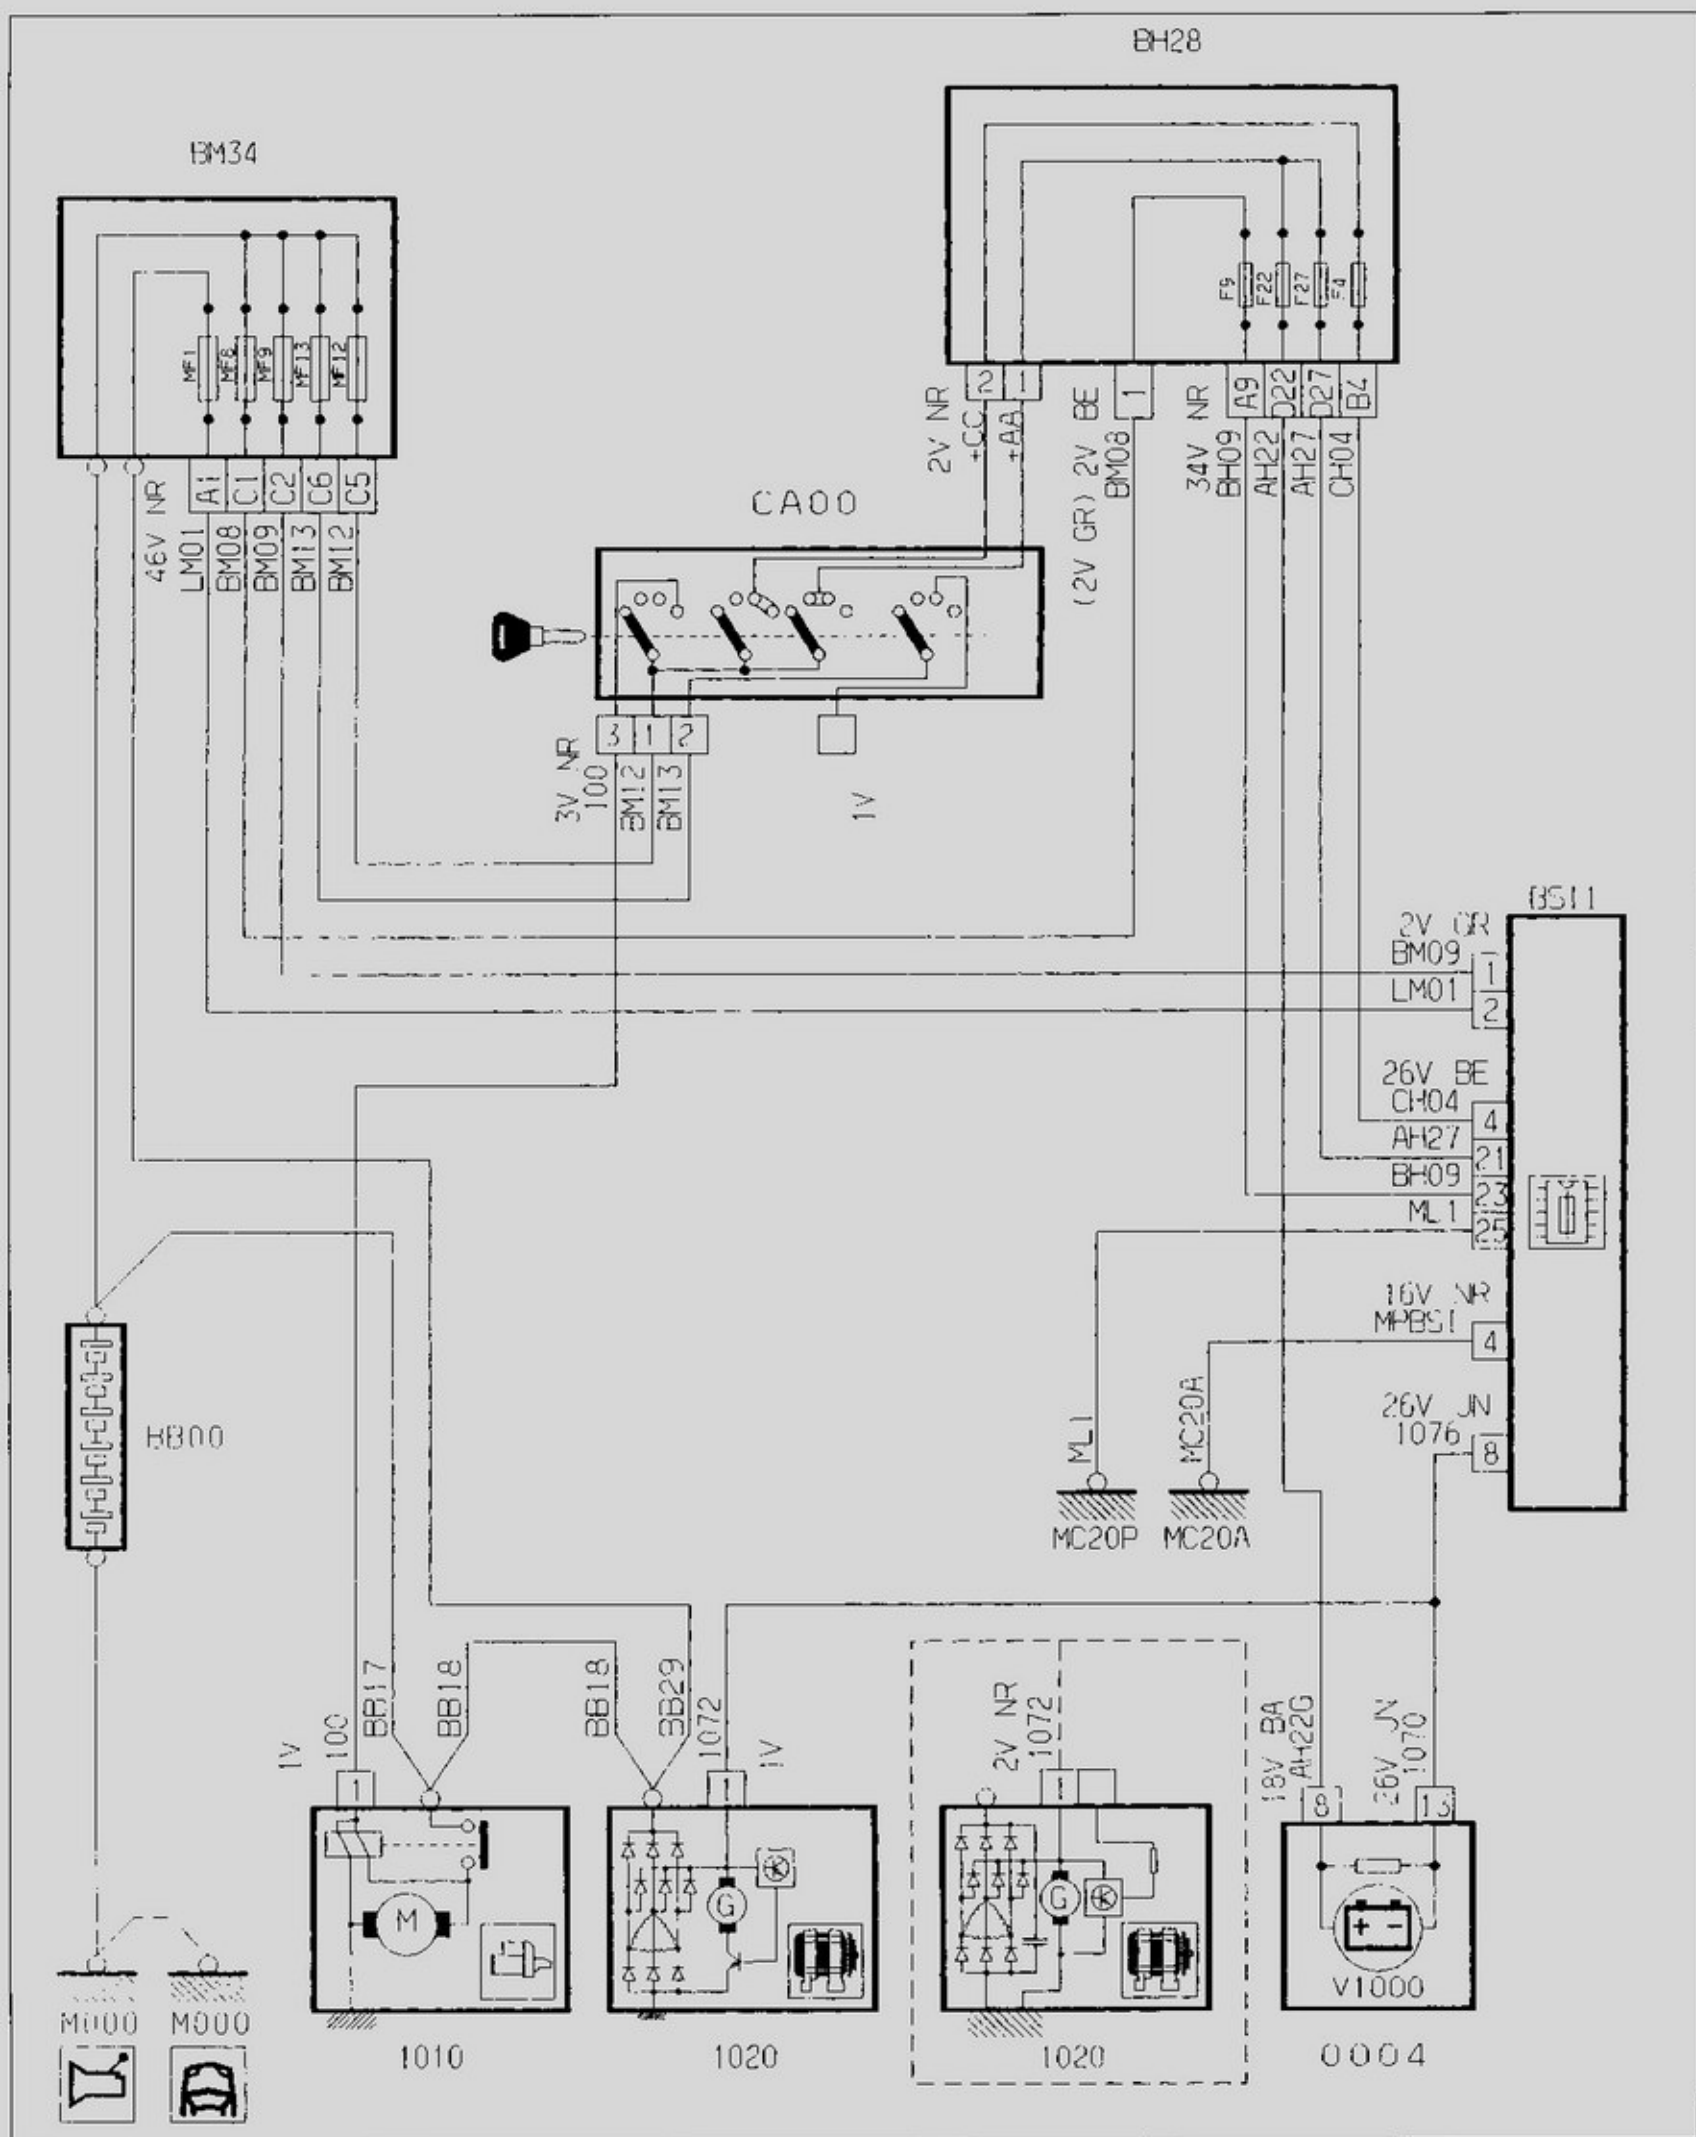 BH28
BM34
MF1
MF8
MF9
MF13
MF12
F9
F22
F27
F4
46V NR
A1
C1
C2
C6
C5
LM01
BM08
BM09
BM13
BM12
2V NR
2
1
+CC
+AA
(2V GR) 2V BE
1
BM08
34V NR
A9
D22
D27
B4
BH09
AH22
AH27
CH04
CA00
3V NR
3
1
2
100
BM12
BM13
1V
BSI1
2V GR
BM09
1
LM01
2
26V BE
CH04
4
AH27
21
BH09
23
ML1
25
16V NR
MPBSI
4
26V JN
1076
8
BB00
ML1
MC20A
MC20P
MC20A
1V
100
BB17
BB18
BB18
BB29
1072
1V
2V NR
1072
18V BA
AH22G
26V JN
1070
1
1
1
8
13
M
G
G
+ -
V1000
M000
M000
1010
1020
1020
0004